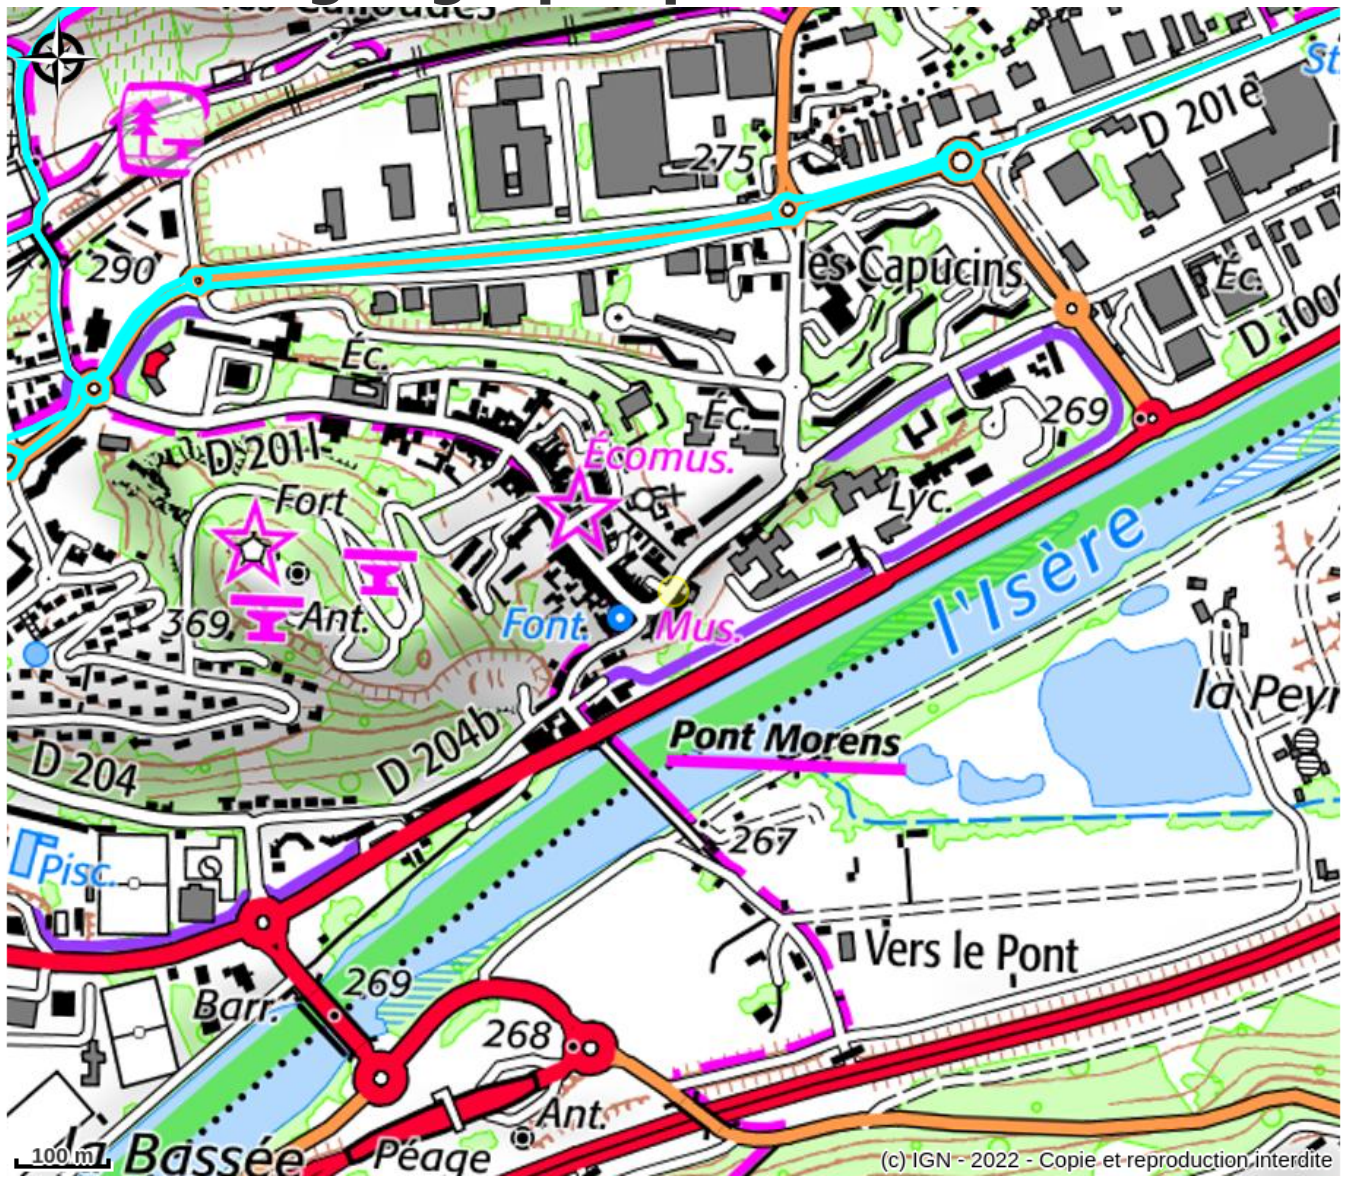 275
D 201e
290
les Capucins
Éc.
D 100
Éc.
Éc.
269
D 201l
Écomus.
Fort
Lyc.
l'Isère
369
Ant.
Font.
Mus.
la Peyr
Pont Morens
D 204b
D 204
267
Pisc.
Vers le Pont
269
Barr.
268
Ant.
100 m
la Bassée
Péage
(c) IGN - 2022 - Copie et reproduction interdite